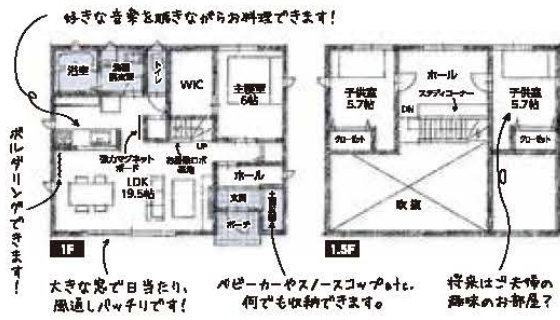 好きな音楽を聴きながらお料理できます！
浴室
洗面
脱衣室
トイレ
WIC
主寝室
6帖
強力マグネット
ボード
UP
お掃除ロボ
基地
LDK
19.5帖
ホール
玄関
ポーチ
1F
ボルダリングできます！
大きな窓で日当たり、
風通しバッチリです！
ベビーカーやスノースコップetc.
何でも収納できます。
子供室
5.7帖
ホール
スタディコーナー
DN
子供室
5.7帖
クローゼット
クローゼット
吹抜
1.5F
将来はご夫婦の
趣味のお部屋？